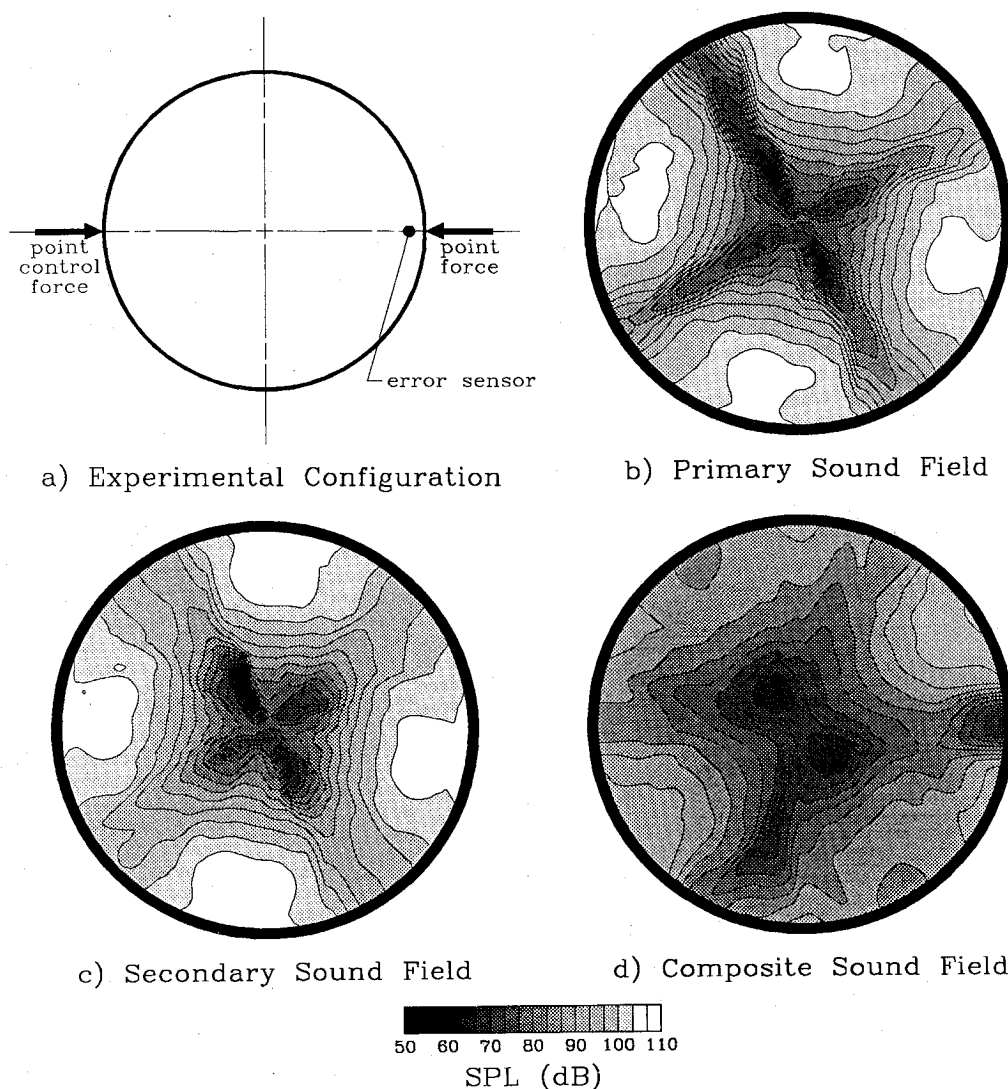 point
control
force
point
force
error sensor
a) Experimental Configuration
b) Primary Sound Field
c) Secondary Sound Field
d) Composite Sound Field
50 60 70 80 90 100 110
SPL (dB)